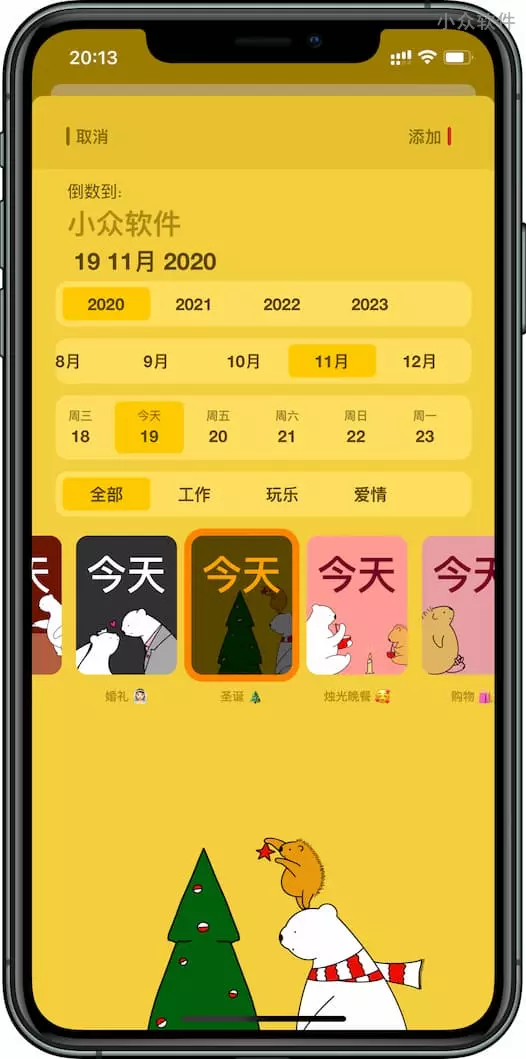 小众软件
20:13
取消
添加
倒数到:
小众软件
19 11月 2020
2020 2021 2022 2023
8月 9月 10月 11月 12月
周三 今天 周五 周六 周日 周一
18 19 20 21 22 23
全部 工作 玩乐 爱情
天 今天 今天 今天 今天
婚礼 圣诞 烛光晚餐 购物